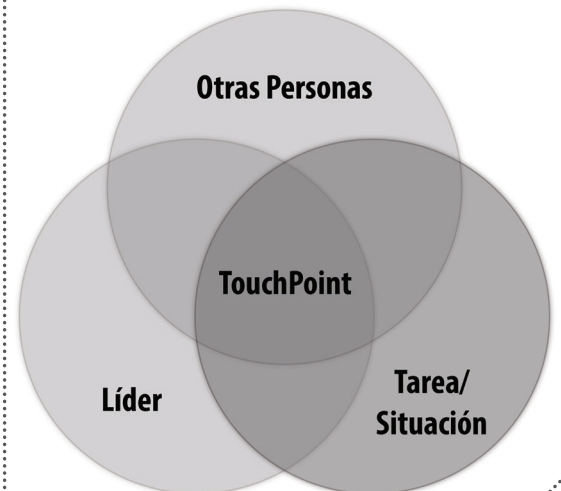 Otras Personas
TouchPoint
Líder
Tarea/
Situación